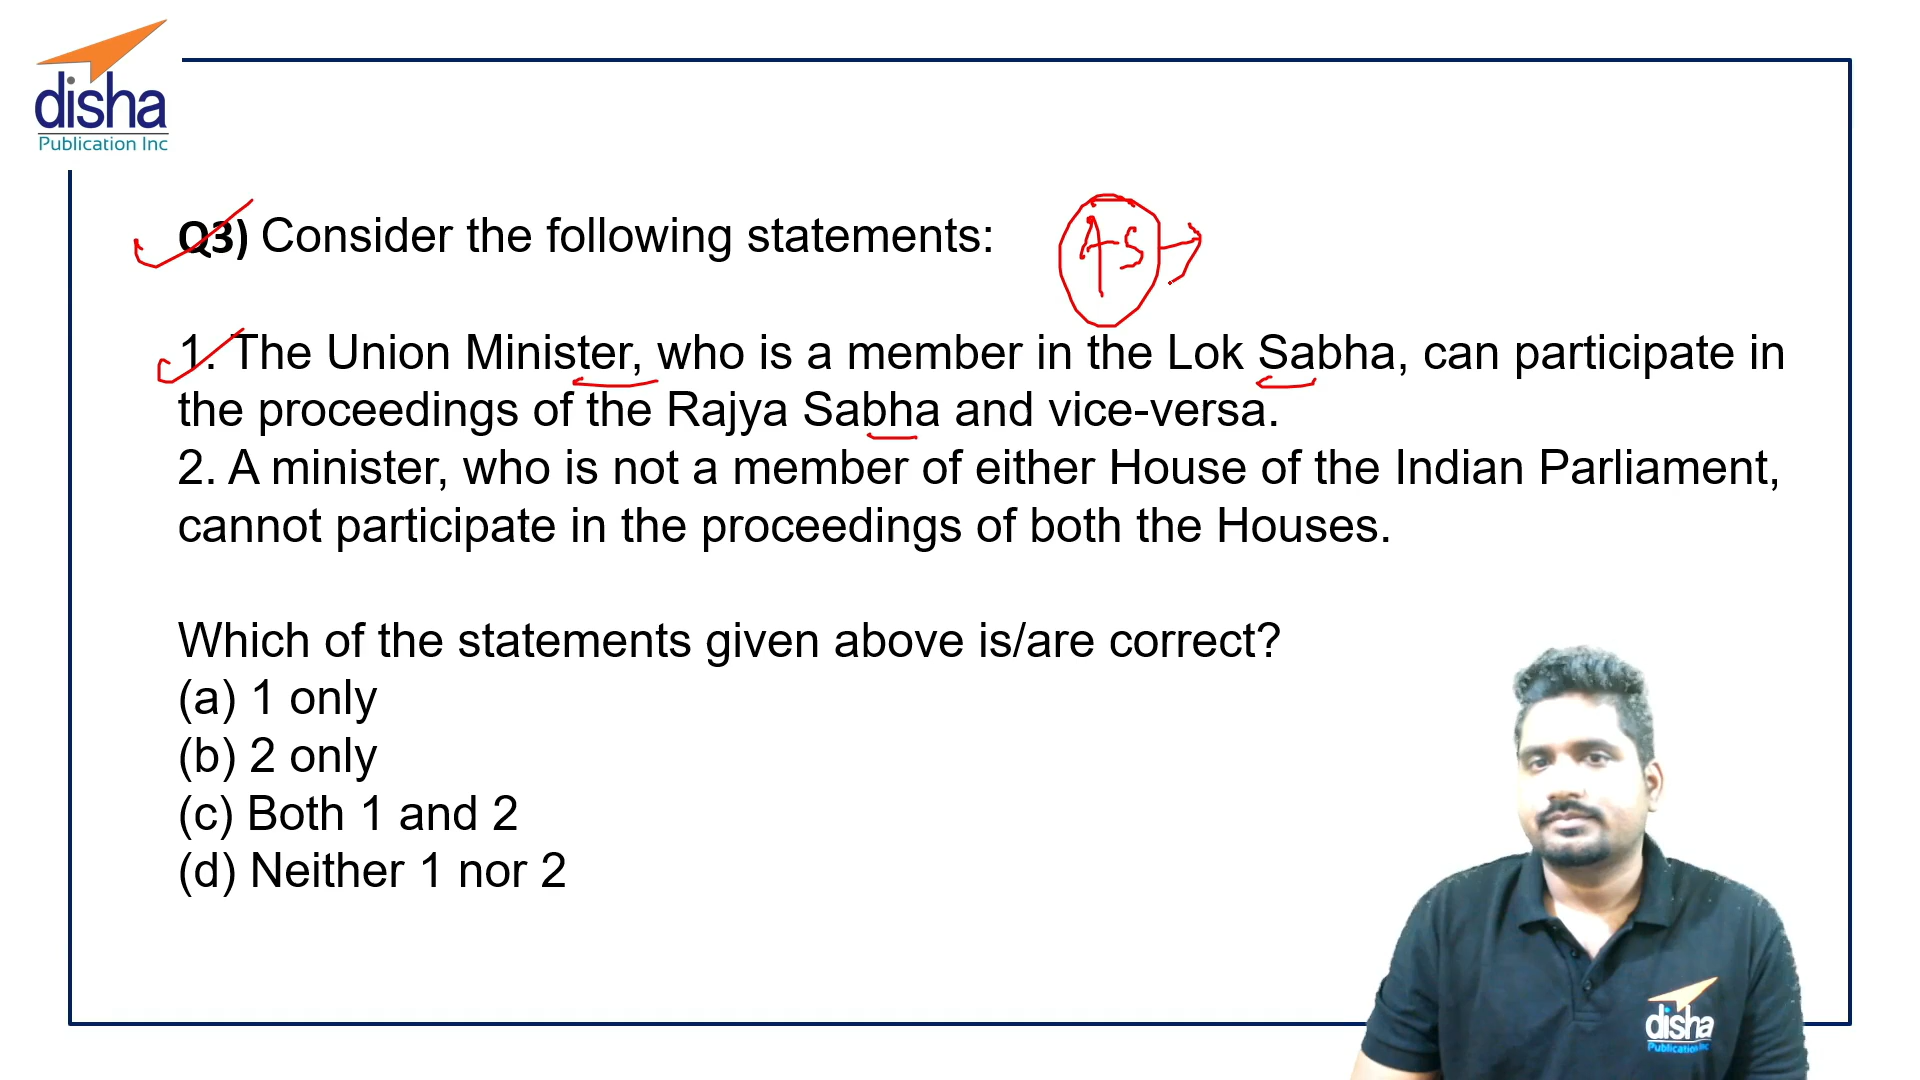 disha
Publication Inc
Q3) Consider the following statements:
AS
1. The Union Minister, who is a member in the Lok Sabha, can participate in
the proceedings of the Rajya Sabha and vice-versa.
2. A minister, who is not a member of either House of the Indian Parliament,
cannot participate in the proceedings of both the Houses.
Which of the statements given above is/are correct?
(a) 1 only
(b) 2 only
(c) Both 1 and 2
(d) Neither 1 nor 2
disha
Publication Inc